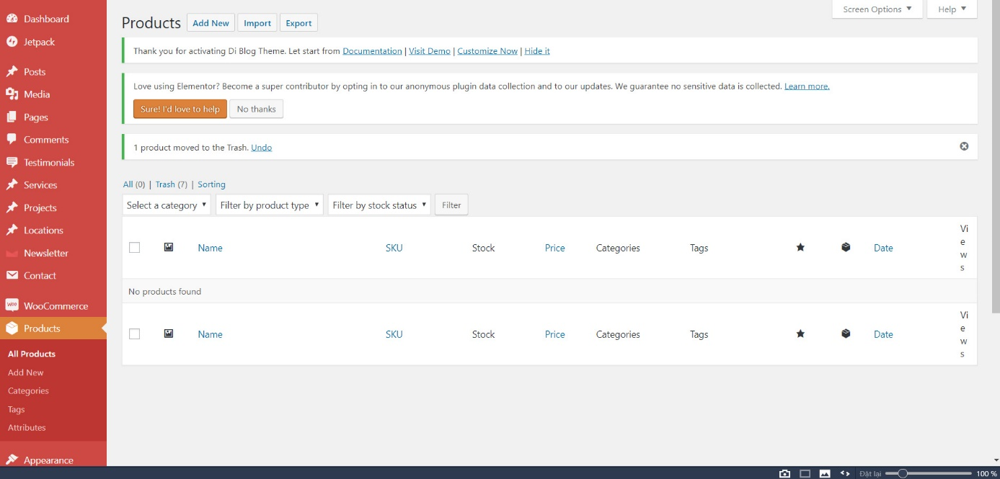 Dashboard
Jetpack
Posts
Media
Pages
Comments
Testimonials
Services
Projects
Locations
Newsletter
Contact
WOO WooCommerce
Products
All Products
Add New
Categories
Tags
Attributes
Appearance
Screen Options ▼ Help ▼
Products Add New Import Export
Thank you for activating Di Blog Theme. Let start from Documentation | Visit Demo | Customize Now | Hide it
Love using Elementor? Become a super contributor by opting in to our anonymous plugin data collection and to our updates. We guarantee no sensitive data is collected. Learn more.
Sure! I'd love to help No thanks
1 product moved to the Trash. Undo
All (0) | Trash (7) | Sorting
Select a category ▾ Filter by product type ▾ Filter by stock status ▾ Filter
Name SKU Stock Price Categories Tags Date Views
No products found
Name SKU Stock Price Categories Tags Date Views
Đặt lại 100 %